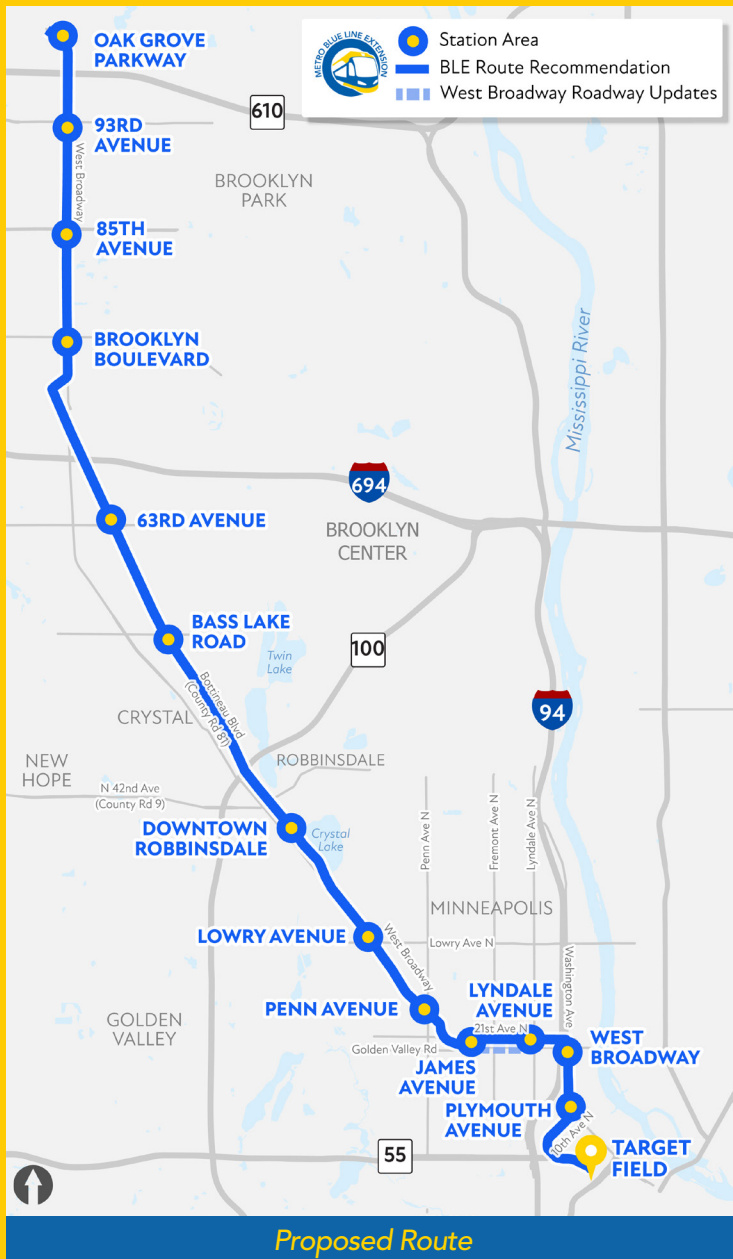 METRO BLUE LINE EXTENSION
Station Area
BLE Route Recommendation
West Broadway Roadway Updates
OAK GROVE
PARKWAY
610
93RD
AVENUE
West Broadway
BROOKLYN
PARK
85TH
AVENUE
BROOKLYN
BOULEVARD
Mississippi River
694
63RD AVENUE
BROOKLYN
CENTER
BASS LAKE
ROAD
100
Twin
Lake
Bottineau Blvd
(County Rd 81)
94
CRYSTAL
NEW
HOPE
ROBBINSDALE
N 42nd Ave
(County Rd 9)
DOWNTOWN
ROBBINSDALE
Crystal
Lake
Penn Ave N
Fremont Ave N
Lyndale Ave N
MINNEAPOLIS
LOWRY AVENUE
West Broadway
Lowry Ave N
Washington Ave
PENN AVENUE
LYNDALE
AVENUE
21st Ave N
GOLDEN
VALLEY
Golden Valley Rd
WEST
BROADWAY
JAMES
AVENUE
PLYMOUTH
AVENUE
10th Ave N
55
TARGET
FIELD
Proposed Route